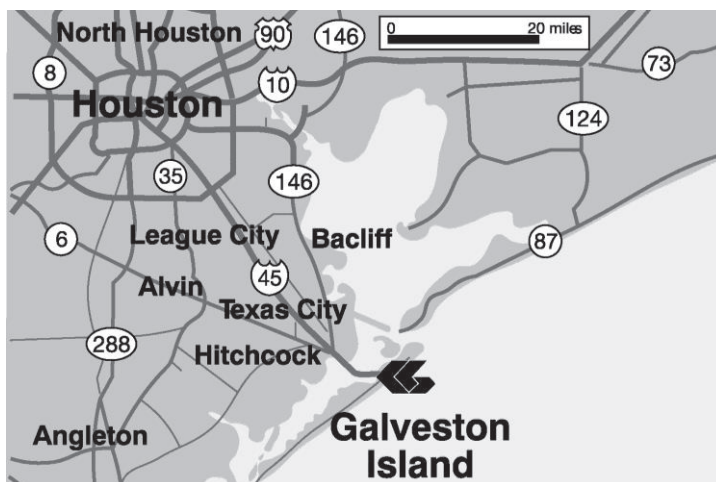 North Houston
90
146
0 20 miles
8
10
73
Houston
124
35
146
6
League City
Bacliff
87
Alvin
45
Texas City
288
Hitchcock
Angleton
Galveston
Island